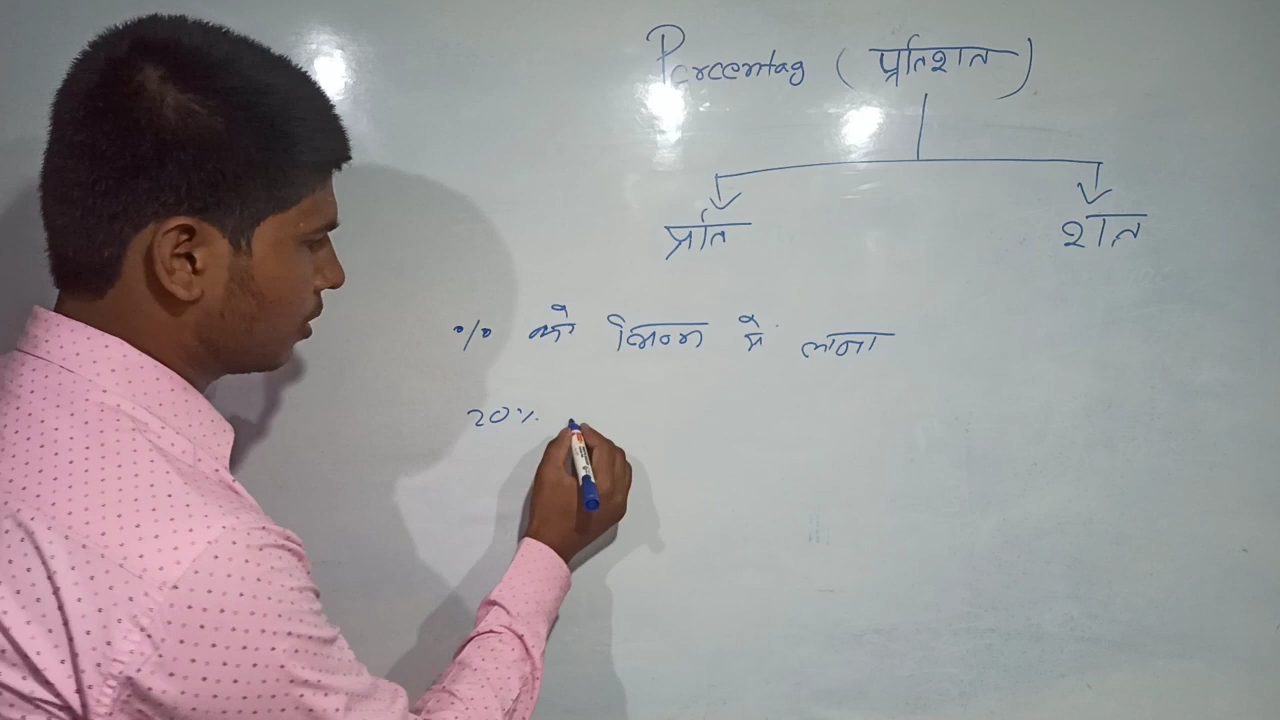 Percentag (प्रतिशत)
प्रति शत
% को भिन्न में लाना
20%